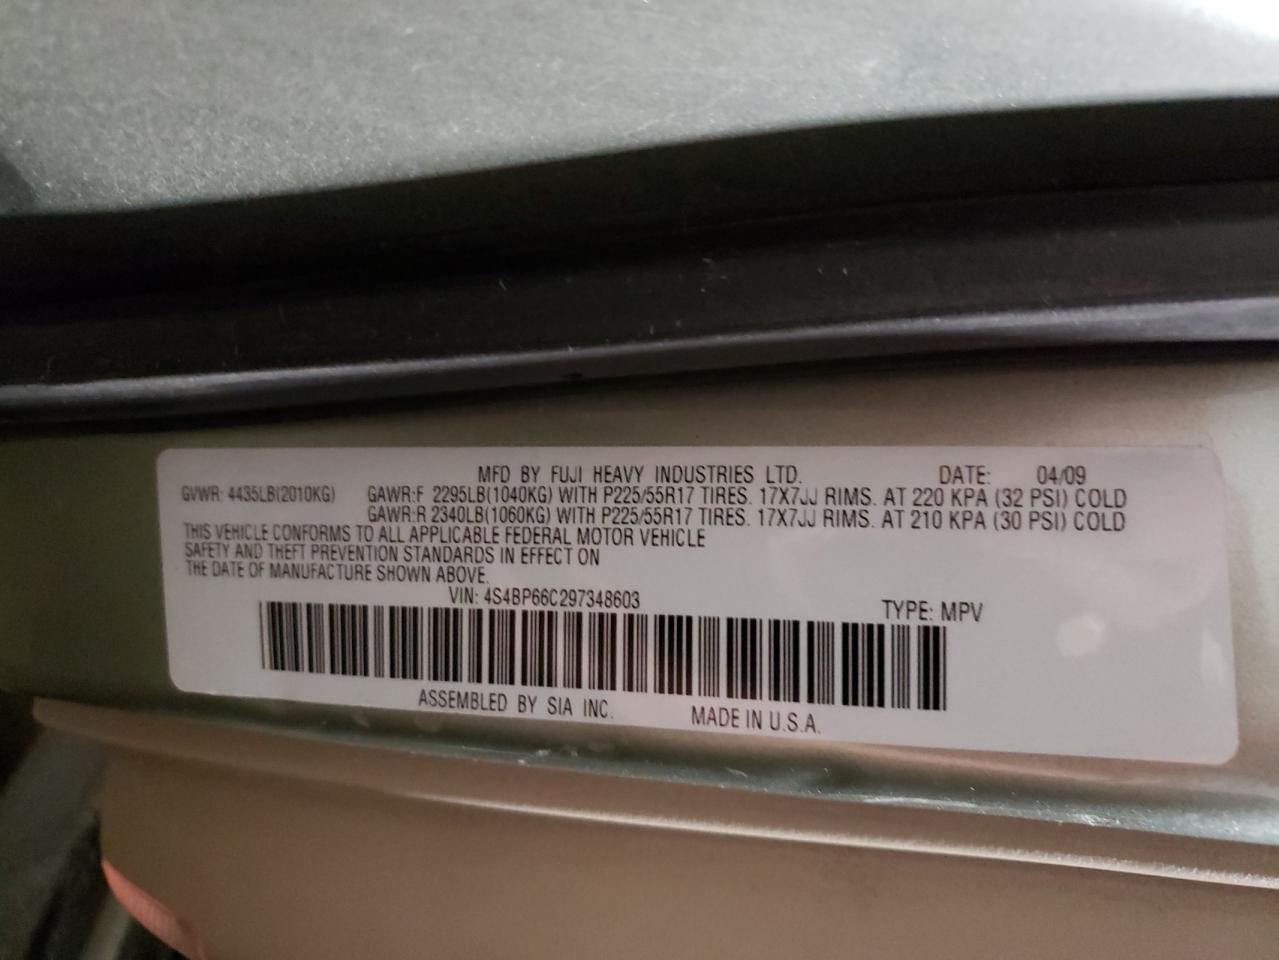 MFD BY FUJI HEAVY INDUSTRIES LTD. DATE: 04/09
GVWR: 4435LB(2010KG) GAWR:F 2295LB(1040KG) WITH P225/55R17 TIRES. 17X7JJ RIMS. AT 220 KPA (32 PSI) COLD
GAWR:R 2340LB(1060KG) WITH P225/55R17 TIRES. 17X7JJ RIMS. AT 210 KPA (30 PSI) COLD
THIS VEHICLE CONFORMS TO ALL APPLICABLE FEDERAL MOTOR VEHICLE
SAFETY AND THEFT PREVENTION STANDARDS IN EFFECT ON
THE DATE OF MANUFACTURE SHOWN ABOVE.
VIN: 4S4BP66C297348603 TYPE: MPV
ASSEMBLED BY SIA INC. MADE IN U.S.A.